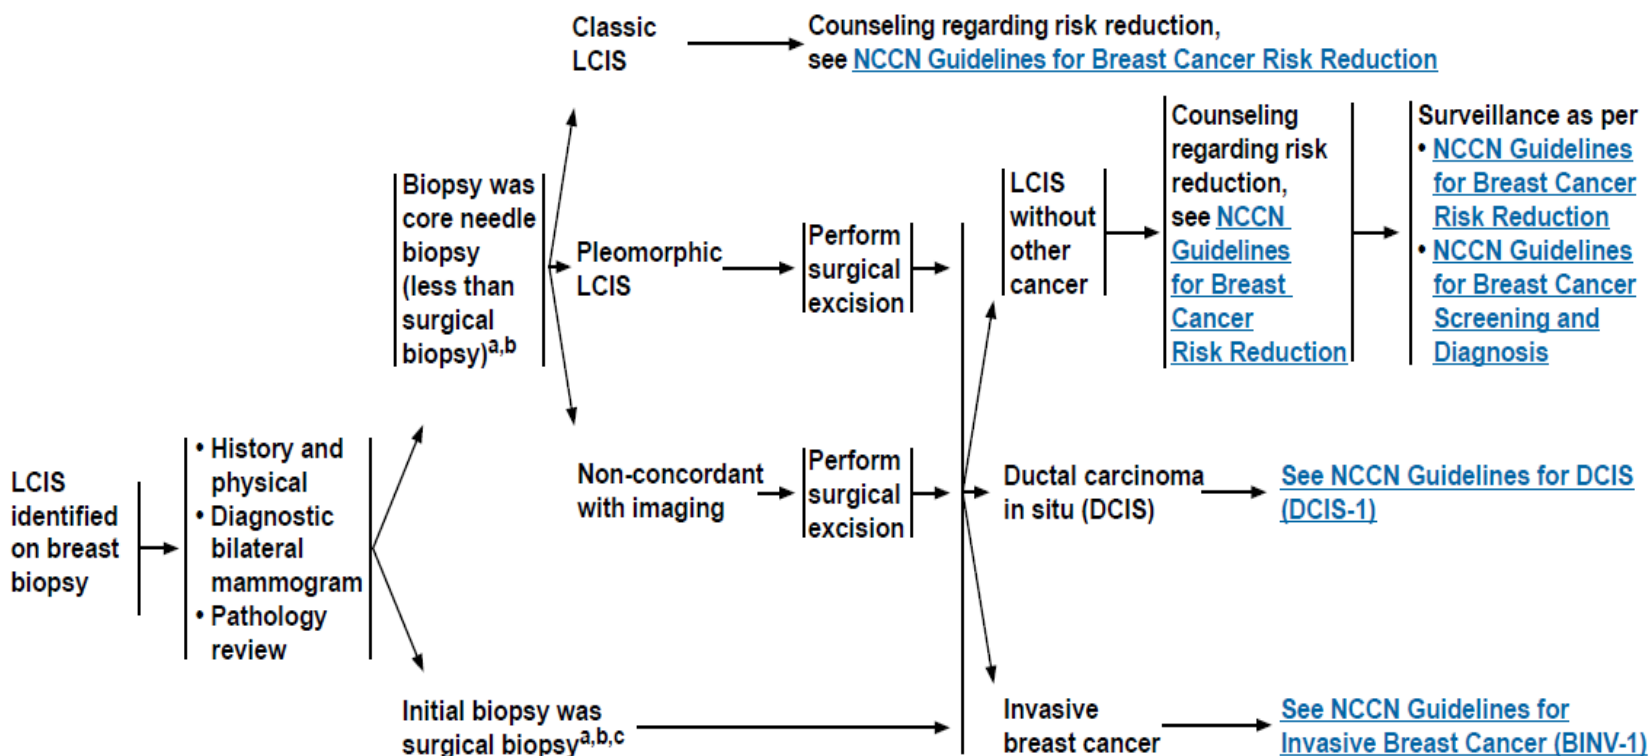 Classic
LCIS
Counseling regarding risk reduction,
see NCCN Guidelines for Breast Cancer Risk Reduction
Biopsy was
core needle
biopsy
(less than
surgical
biopsy)a,b
Pleomorphic
LCIS
Perform
surgical
excision
LCIS
without
other
cancer
Counseling
regarding risk
reduction,
see NCCN
Guidelines
for Breast
Cancer
Risk Reduction
Surveillance as per
• NCCN Guidelines
for Breast Cancer
Risk Reduction
• NCCN Guidelines
for Breast Cancer
Screening and
Diagnosis
LCIS
identified
on breast
biopsy
• History and
physical
• Diagnostic
bilateral
mammogram
• Pathology
review
Non-concordant
with imaging
Perform
surgical
excision
Ductal carcinoma
in situ (DCIS)
See NCCN Guidelines for DCIS
(DCIS-1)
Initial biopsy was
surgical biopsya,b,c
Invasive
breast cancer
See NCCN Guidelines for
Invasive Breast Cancer (BINV-1)